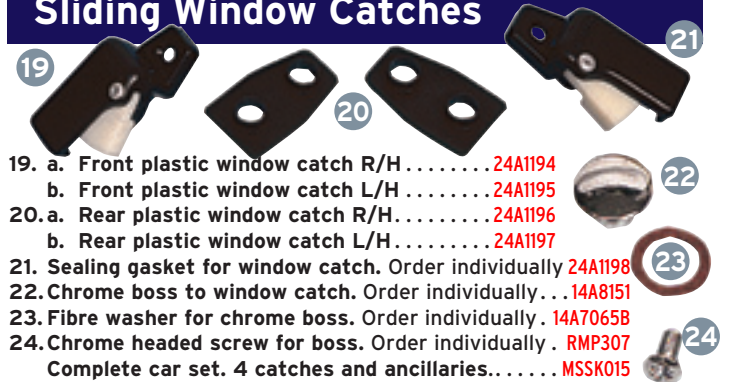 Sliding Window Catches
19
20
21
19. a. Front plastic window catch R/H........24A1194
b. Front plastic window catch L/H.........24A1195
20. a. Rear plastic window catch R/H.........24A1196
b. Rear plastic window catch L/H.........24A1197
21. Sealing gasket for window catch. Order individually 24A1198
22. Chrome boss to window catch. Order individually...14A8151
23. Fibre washer for chrome boss. Order individually. 14A7065B
24. Chrome headed screw for boss. Order individually. RMP307
Complete car set. 4 catches and ancillaries....... MSSK015
22
23
24